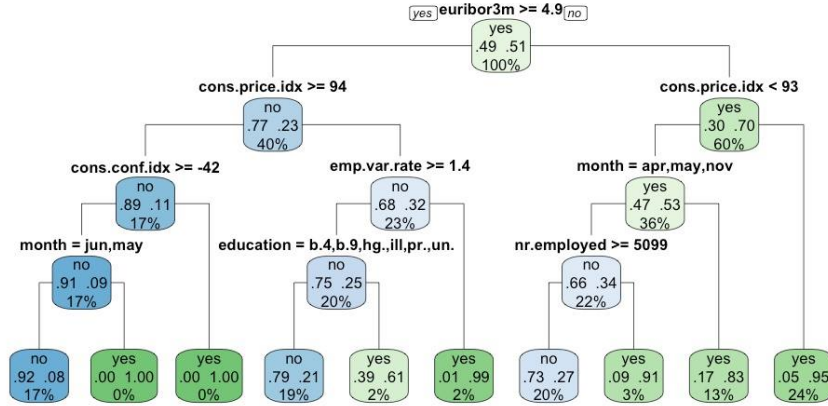 yes euribor3m >= 4.9 no
yes
.49 .51
100%
cons.price.idx >= 94
cons.price.idx < 93
no
.77 .23
40%
yes
.30 .70
60%
cons.conf.idx >= -42
emp.var.rate >= 1.4
month = apr,may,nov
no
.89 .11
17%
no
.68 .32
23%
yes
.47 .53
36%
month = jun,may
education = b.4,b.9,hg.,ill,pr.,un.
nr.employed >= 5099
no
.91 .09
17%
no
.75 .25
20%
no
.66 .34
22%
no
.92 .08
17%
yes
.00 1.00
0%
yes
.00 1.00
0%
no
.79 .21
19%
yes
.39 .61
2%
yes
.01 .99
2%
no
.73 .27
20%
yes
.09 .91
3%
yes
.17 .83
13%
yes
.05 .95
24%